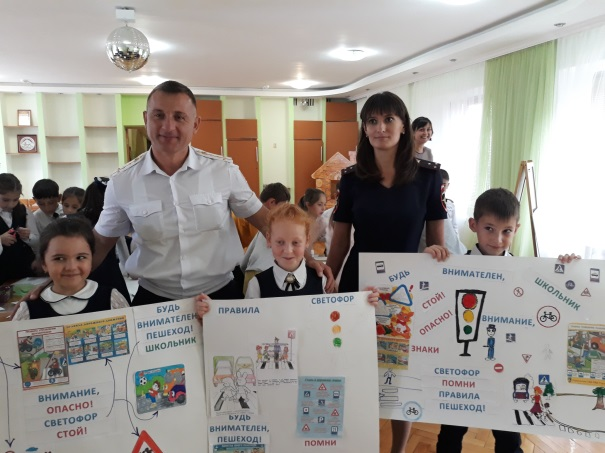 БУДЬ
ВНИМАТЕЛЕН,
ПЕШЕХОД!
ШКОЛЬНИК
ВНИМАНИЕ,
ОПАСНО!
СВЕТОФОР
СТОЙ!
ПРАВИЛА
СВЕТОФОР
БУДЬ
ВНИМАТЕЛЕН,
ПЕШЕХОД!
ПОМНИ
БУДЬ
ВНИМАТЕЛЕН,
ШКОЛЬНИК
СТОЙ!
ОПАСНО!
ВНИМАНИЕ,
ЗНАКИ
СВЕТОФОР
ПОМНИ
ПРАВИЛА
ПЕШЕХОД!